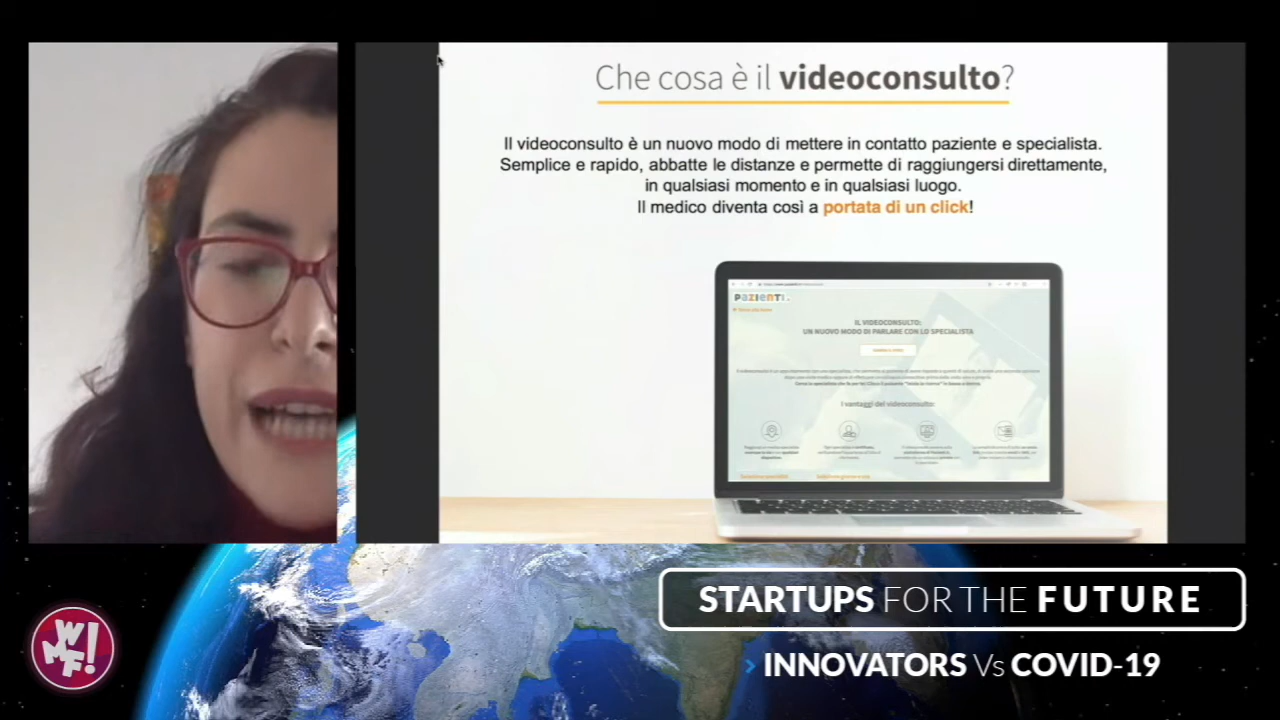 Che cosa è il videoconsulto?
Il videoconsulto è un nuovo modo di mettere in contatto paziente e specialista.
Semplice e rapido, abbatte le distanze e permette di raggiungersi direttamente,
in qualsiasi momento e in qualsiasi luogo.
Il medico diventa così a portata di un click!
PAZIENTI
IL VIDEOCONSULTO:
UN NUOVO MODO DI PARLARE CON LO SPECIALISTA
I vantaggi del videoconsulto:
STARTUPS FOR THE FUTURE
INNOVATORS Vs COVID-19
WMF!